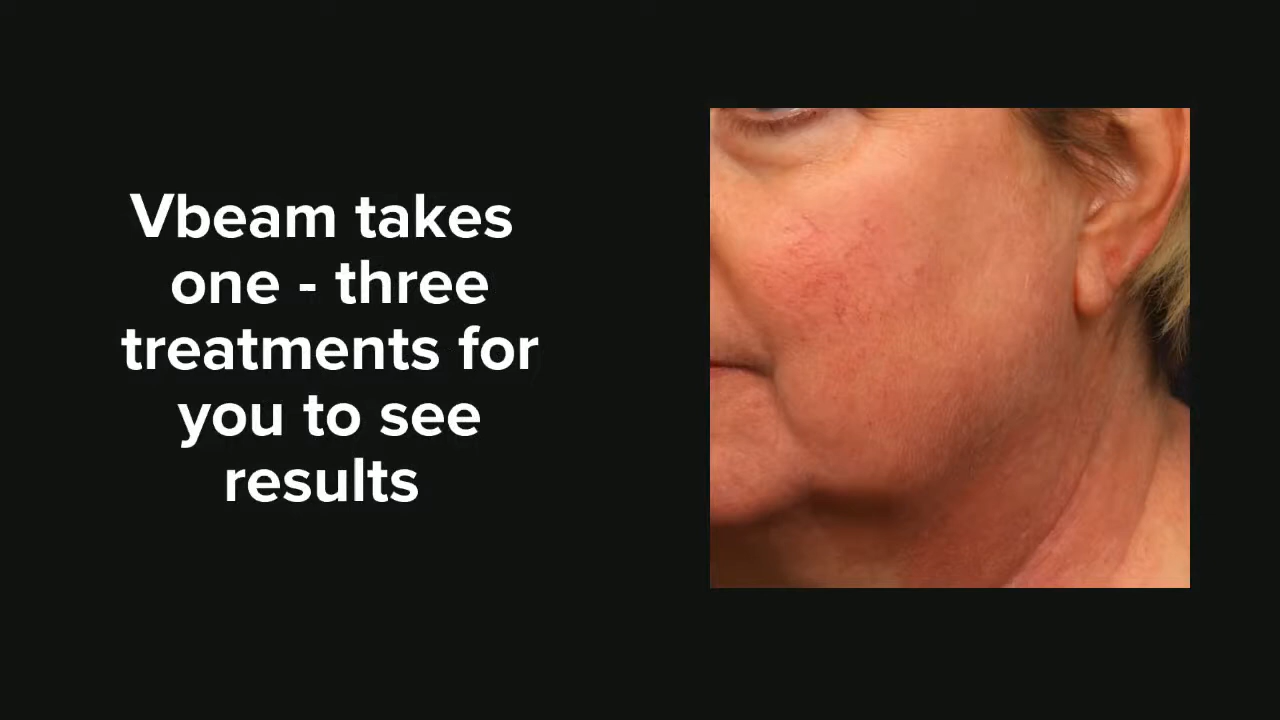 Vbeam takes
one - three
treatments for
you to see
results